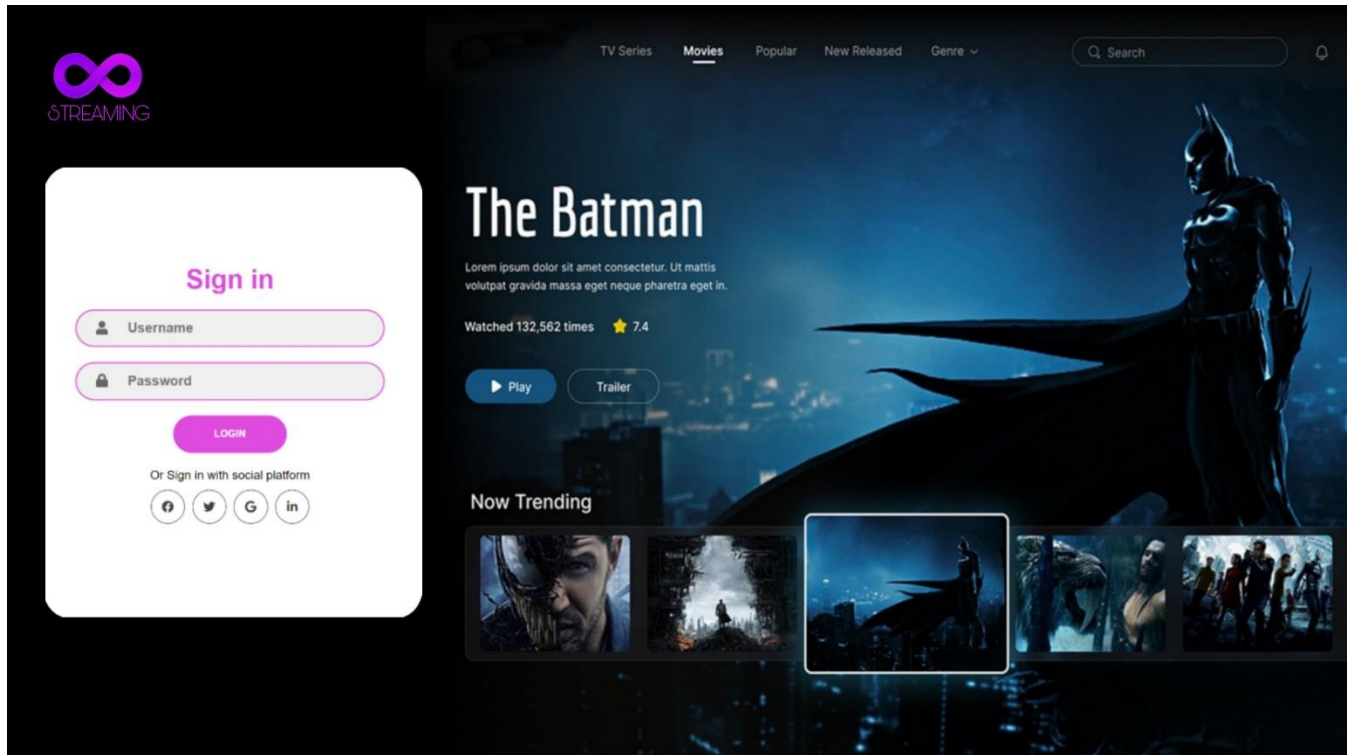 STREAMING
Sign in
Username
Password
LOGIN
Or Sign in with social platform
G
in
TV Series Movies Popular New Released Genre
Search
The Batman
Lorem ipsum dolor sit amet consectetur. Ut mattis
volutpat gravida massa eget neque pharetra eget in.
Watched 132,562 times 7.4
Play Trailer
Now Trending